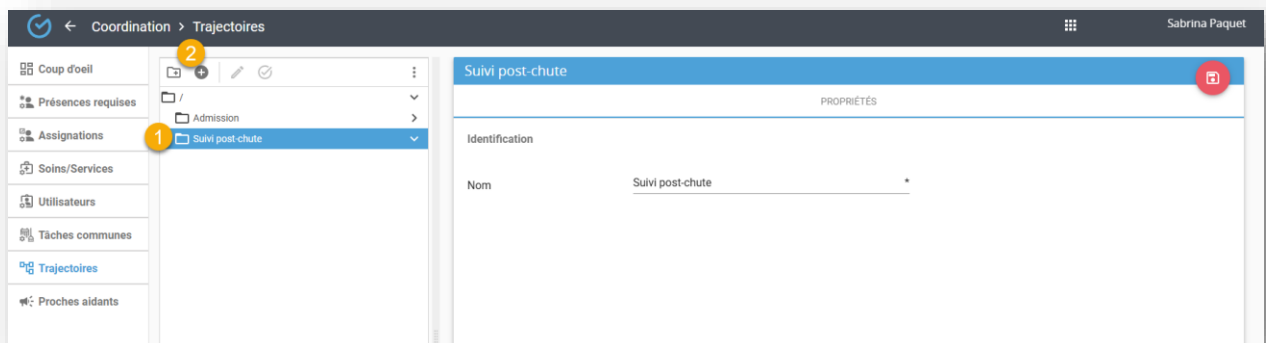 Coordination > Trajectoires
Sabrina Paquet
Coup d'oeil
Présences requises
Assignations
Soins/Services
Utilisateurs
Tâches communes
Trajectoires
Proches aidants
2
/
Admission
1
Suivi post-chute
Suivi post-chute
PROPRIÉTÉS
Identification
Nom
Suivi post-chute *